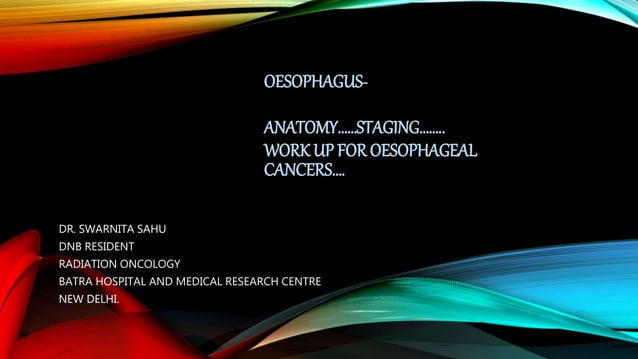 OESOPHAGUS-
ANATOMY......STAGING........
WORK UP FOR OESOPHAGEAL
CANCERS....
DR. SWARNITA SAHU
DNB RESIDENT
RADIATION ONCOLOGY
BATRA HOSPITAL AND MEDICAL RESEARCH CENTRE
NEW DELHI.